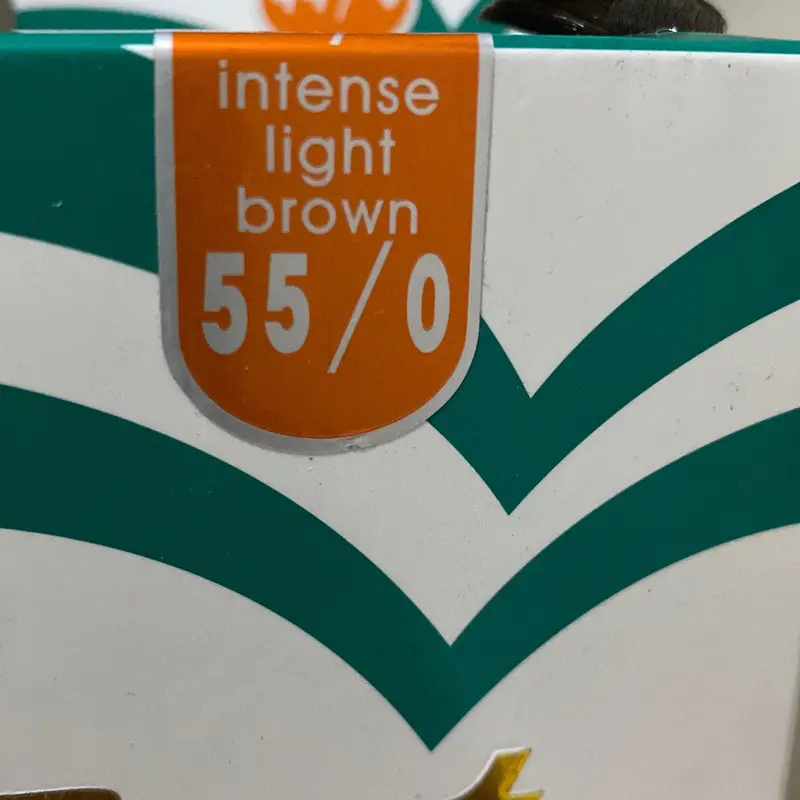 intense
light
brown
55/0